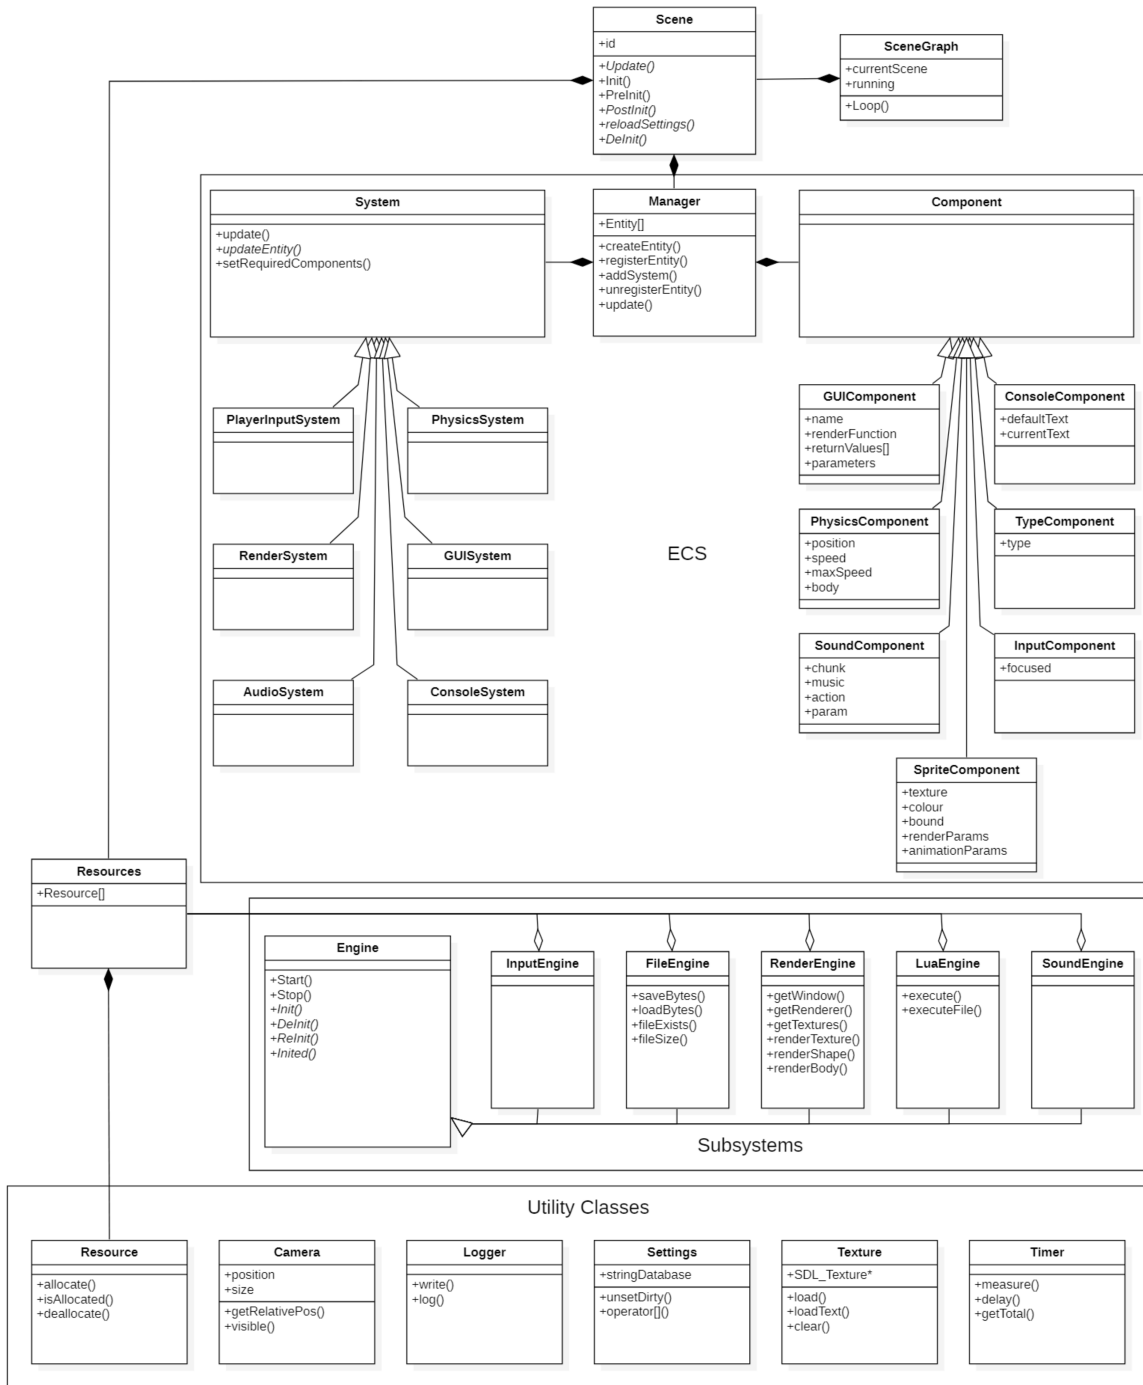 Scene
+id
+Update()
+Init()
+PreInit()
+PostInit()
+reloadSettings()
+DeInit()
SceneGraph
+currentScene
+running
+Loop()
System
+update()
+updateEntity()
+setRequiredComponents()
Manager
+Entity[]
+createEntity()
+registerEntity()
+addSystem()
+unregisterEntity()
+update()
Component
PlayerInputSystem
PhysicsSystem
RenderSystem
GUISystem
AudioSystem
ConsoleSystem
ECS
GUIComponent
+name
+renderFunction
+returnValues[]
+parameters
ConsoleComponent
+defaultText
+currentText
PhysicsComponent
+position
+speed
+maxSpeed
+body
TypeComponent
+type
SoundComponent
+chunk
+music
+action
+param
InputComponent
+focused
SpriteComponent
+texture
+colour
+bound
+renderParams
+animationParams
Resources
+Resource[]
Engine
+Start()
+Stop()
+Init()
+DeInit()
+ReInit()
+Inited()
InputEngine
FileEngine
+saveBytes()
+loadBytes()
+fileExists()
+fileSize()
RenderEngine
+getWindow()
+getRenderer()
+getTextures()
+renderTexture()
+renderShape()
+renderBody()
LuaEngine
+execute()
+executeFile()
SoundEngine
Subsystems
Utility Classes
Resource
+allocate()
+isAllocated()
+deallocate()
Camera
+position
+size
+getRelativePos()
+visible()
Logger
+write()
+log()
Settings
+stringDatabase
+unsetDirty()
+operator[]()
Texture
+SDL_Texture*
+load()
+loadText()
+clear()
Timer
+measure()
+delay()
+getTotal()